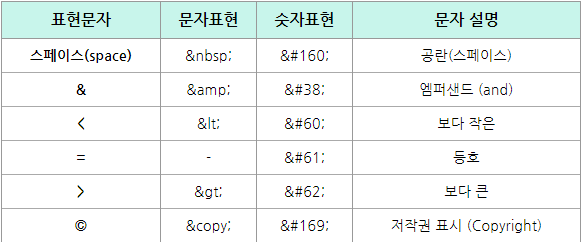 표현문자 문자표현 숫자표현 문자 설명
스페이스(space) &nbsp; &#160; 공란(스페이스)
& &amp; &#38; 엠퍼샌드 (and)
< &lt; &#60; 보다 작은
= - &#61; 등호
> &gt; &#62; 보다 큰
© &copy; &#169; 저작권 표시 (Copyright)